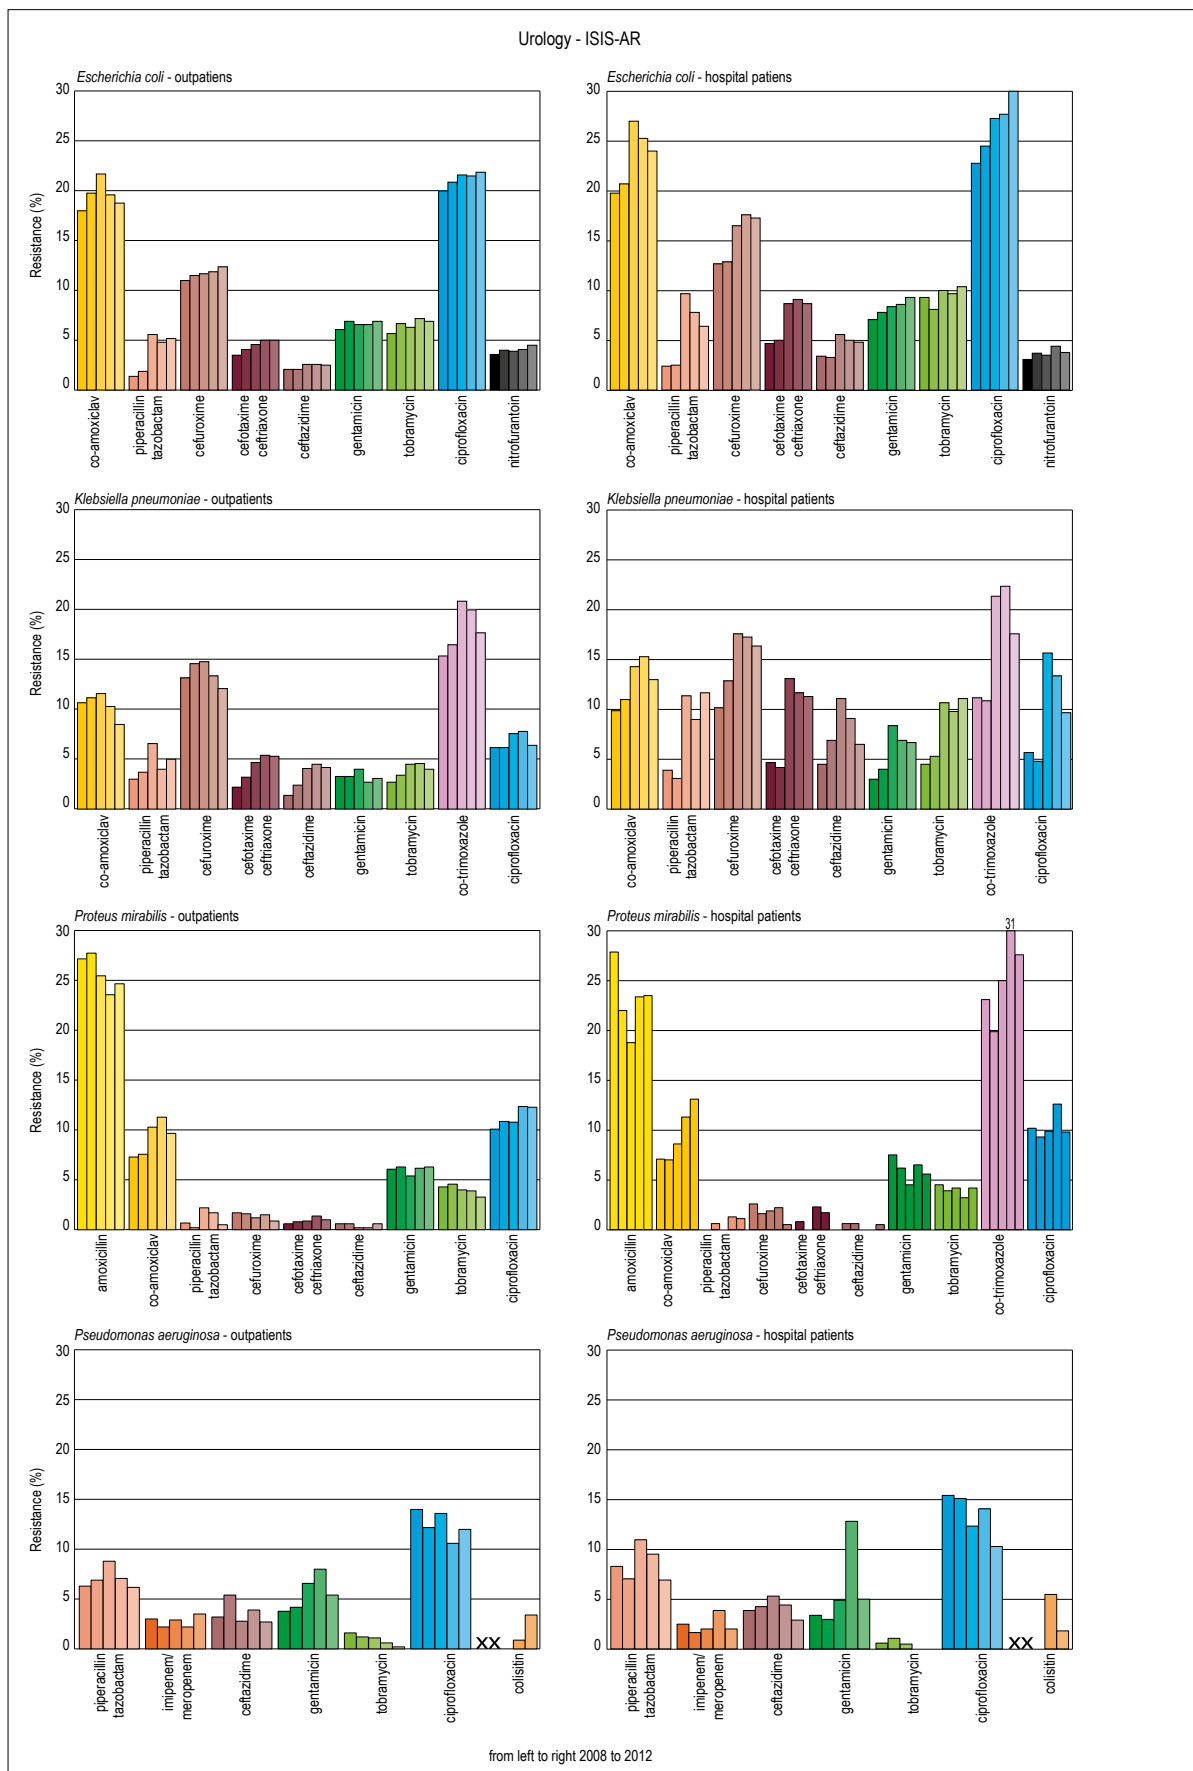 Urology - ISIS-AR
Escherichia coli - outpatiens
Resistance (%)
30
25
20
15
10
5
0
co-amoxiclav
piperacillin
tazobactam
cefuroxime
cefotaxime
ceftriaxone
ceftazidime
gentamicin
tobramycin
ciprofloxacin
nitrofurantoin
Escherichia coli - hospital patiens
30
25
20
15
10
5
0
co-amoxiclav
piperacillin
tazobactam
cefuroxime
cefotaxime
ceftriaxone
ceftazidime
gentamicin
tobramycin
ciprofloxacin
nitrofurantoin
Klebsiella pneumoniae - outpatients
Resistance (%)
30
25
20
15
10
5
0
co-amoxiclav
piperacillin
tazobactam
cefuroxime
cefotaxime
ceftriaxone
ceftazidime
gentamicin
tobramycin
co-trimoxazole
ciprofloxacin
Klebsiella pneumoniae - hospital patients
30
25
20
15
10
5
0
co-amoxiclav
piperacillin
tazobactam
cefuroxime
cefotaxime
ceftriaxone
ceftazidime
gentamicin
tobramycin
co-trimoxazole
ciprofloxacin
Proteus mirabilis - outpatients
Resistance (%)
30
25
20
15
10
5
0
amoxicillin
co-amoxiclav
piperacillin
tazobactam
cefuroxime
cefotaxime
ceftriaxone
ceftazidime
gentamicin
tobramycin
ciprofloxacin
Proteus mirabilis - hospital patients
31
30
25
20
15
10
5
0
amoxicilin
co-amoxiclav
piperacillin
tazobactam
cefuroxime
cefotaxime
ceftriaxone
ceftazidime
gentamicin
tobramycin
co-trimoxazole
ciprofloxacin
Pseudomonas aeruginosa - outpatients
Resistance (%)
30
25
20
15
10
5
0
XX
piperacillin
tazobactam
imipenem/
meropenem
ceftazidime
gentamicin
tobramycin
ciprofloxacin
colisitin
Pseudomonas aeruginosa - hospital patients
30
25
20
15
10
5
0
XX
piperacillin
tazobactam
imipenem/
meropenem
ceftazidime
gentamicin
tobramycin
ciprofloxacin
colisitin
from left to right 2008 to 2012